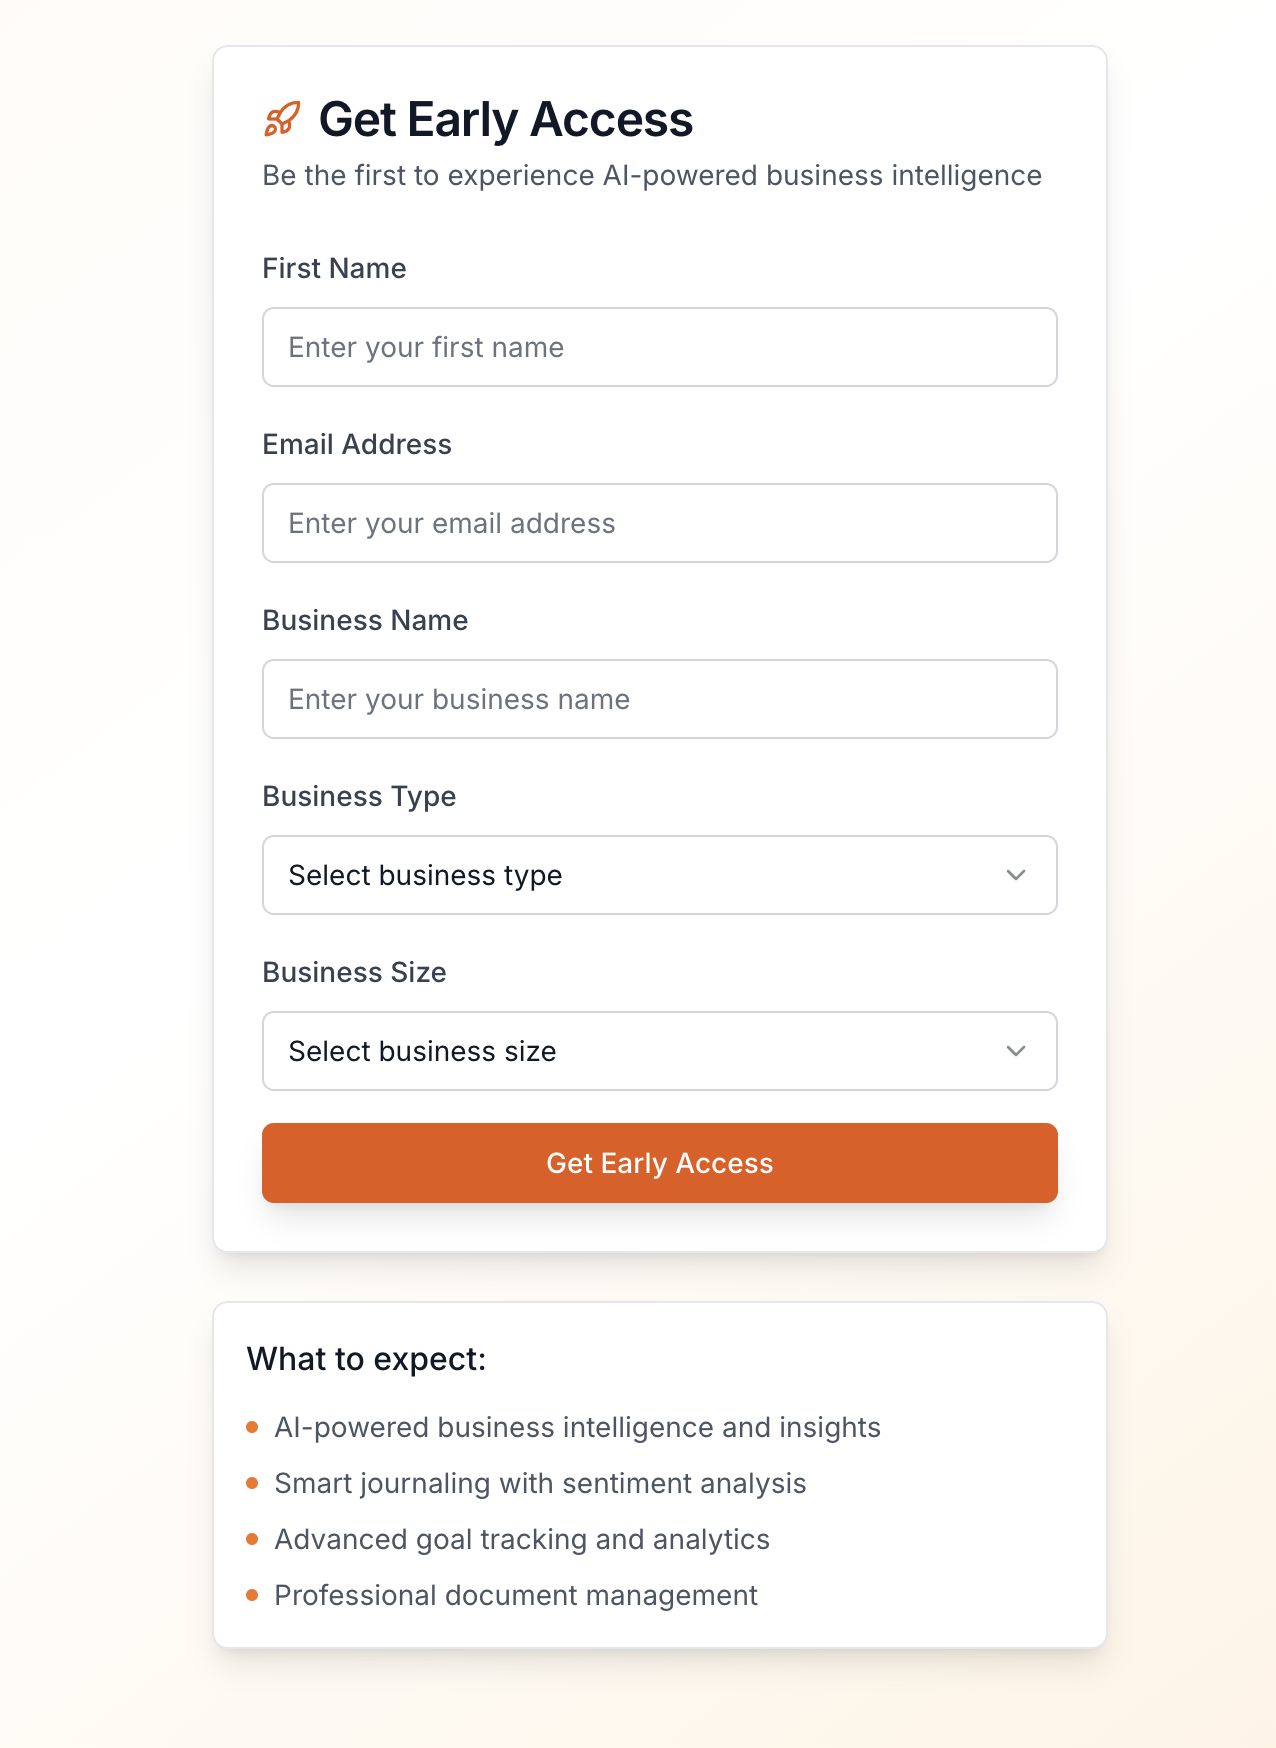 Get Early Access
Be the first to experience AI-powered business intelligence
First Name
Enter your first name
Email Address
Enter your email address
Business Name
Enter your business name
Business Type
Select business type
Business Size
Select business size
Get Early Access
What to expect:
AI-powered business intelligence and insights
Smart journaling with sentiment analysis
Advanced goal tracking and analytics
Professional document management